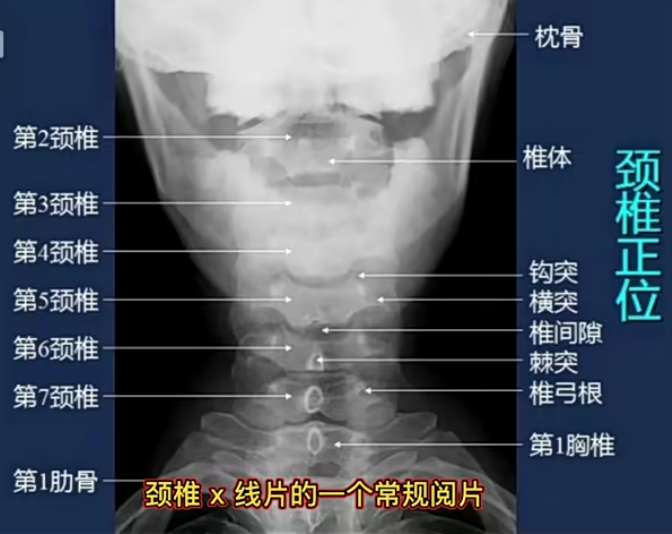 枕骨
第2颈椎
椎体
第3颈椎
第4颈椎
钩突
第5颈椎
横突
椎间隙
第6颈椎
棘突
第7颈椎
椎弓根
第1胸椎
第1肋骨
颈椎正位
颈椎 x 线片的一个常规阅片